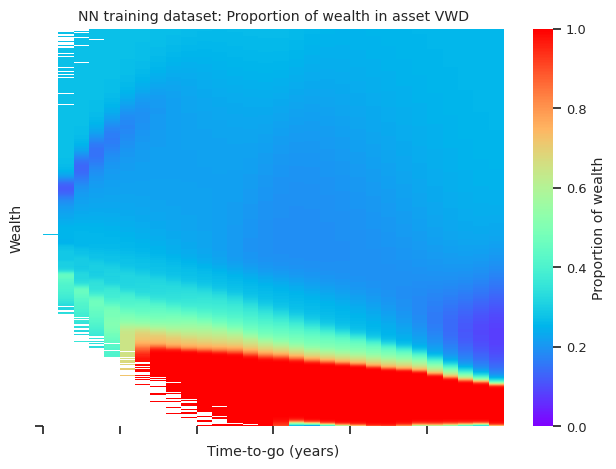 NN training dataset: Proportion of wealth in asset VWD
Wealth
Time-to-go (years)
1.0
0.8
0.6
0.4
0.2
0.0
Proportion of wealth